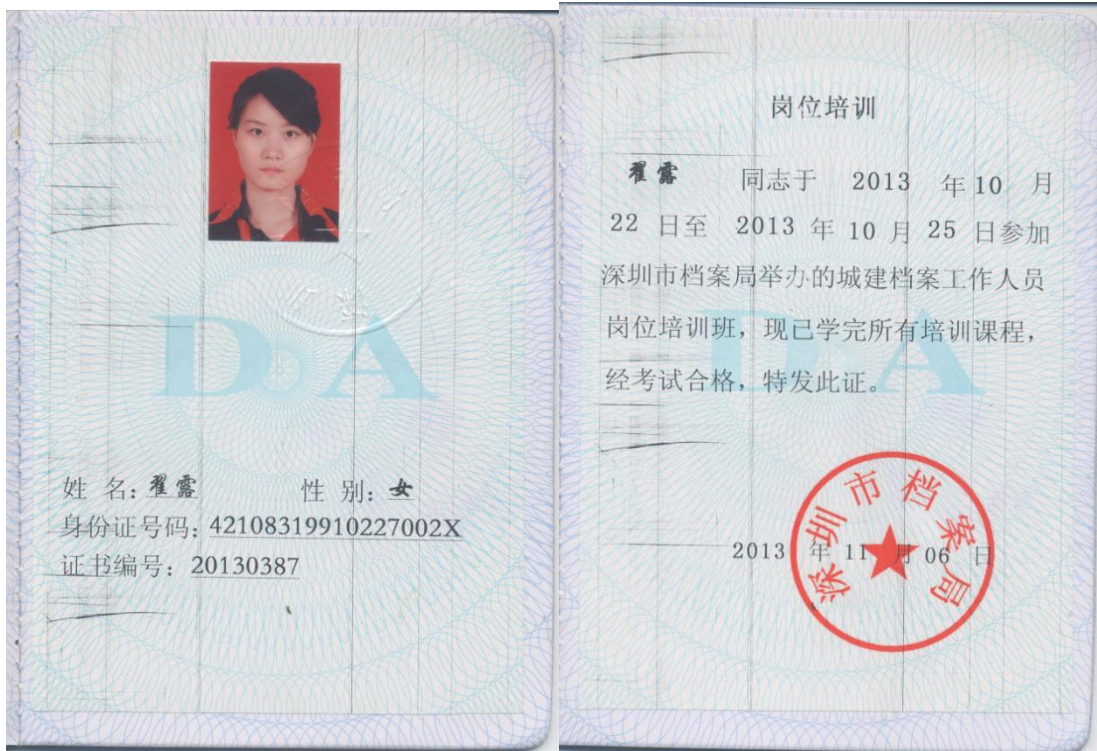 DA
姓 名：翟露 性 别：女
身份证号码：42108319910227002X
证书编号：20130387
岗位培训
翟露 同志于 2013 年 10 月
22 日至 2013 年 10 月 25 日参加
深圳市档案局举办的城建档案工作人员
岗位培训班，现已学完所有培训课程，
经考试合格，特发此证。
DA
深圳市档案局
2013 年 11 月 06 日